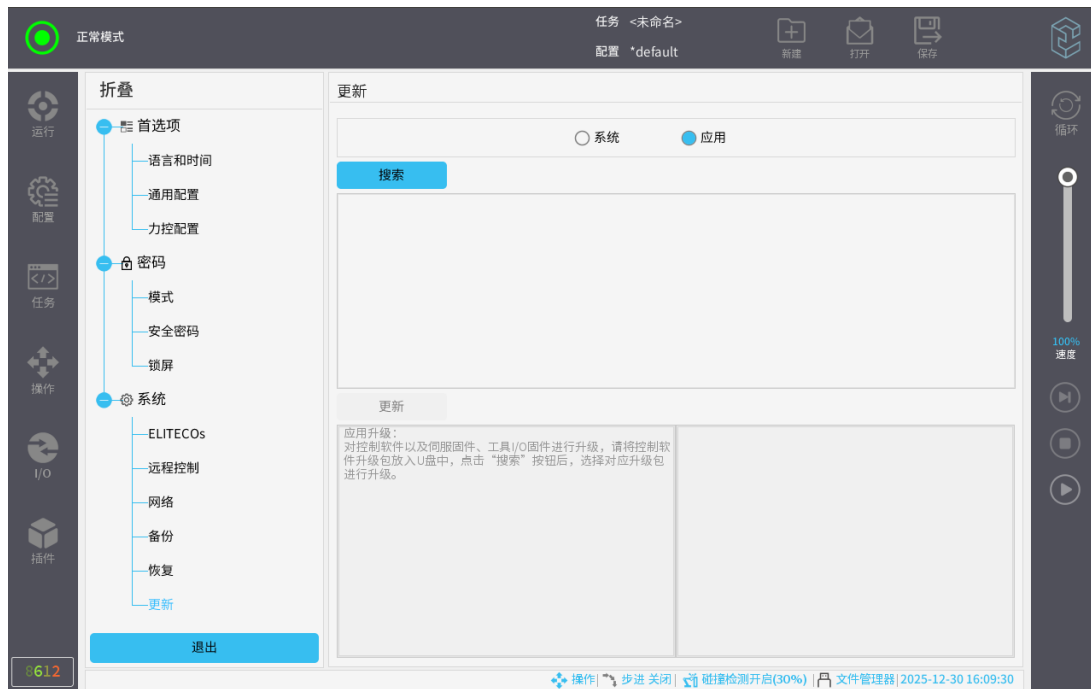 正常模式
任务 <未命名>
配置 *default
新建
打开
保存
运行
配置
任务
操作
I/O
插件
8612
折叠
首选项
语言和时间
通用配置
力控配置
密码
模式
安全密码
锁屏
系统
ELITECOs
远程控制
网络
备份
恢复
更新
退出
更新
系统
应用
搜索
更新
应用升级：
对控制软件以及伺服固件、工具I/O固件进行升级，请将控制软
件升级包放入U盘中，点击“搜索”按钮后，选择对应升级包
进行升级。
循环
100%
速度
操作| 步进 关闭| 碰撞检测开启(30%) | 文件管理器|2025-12-30 16:09:30